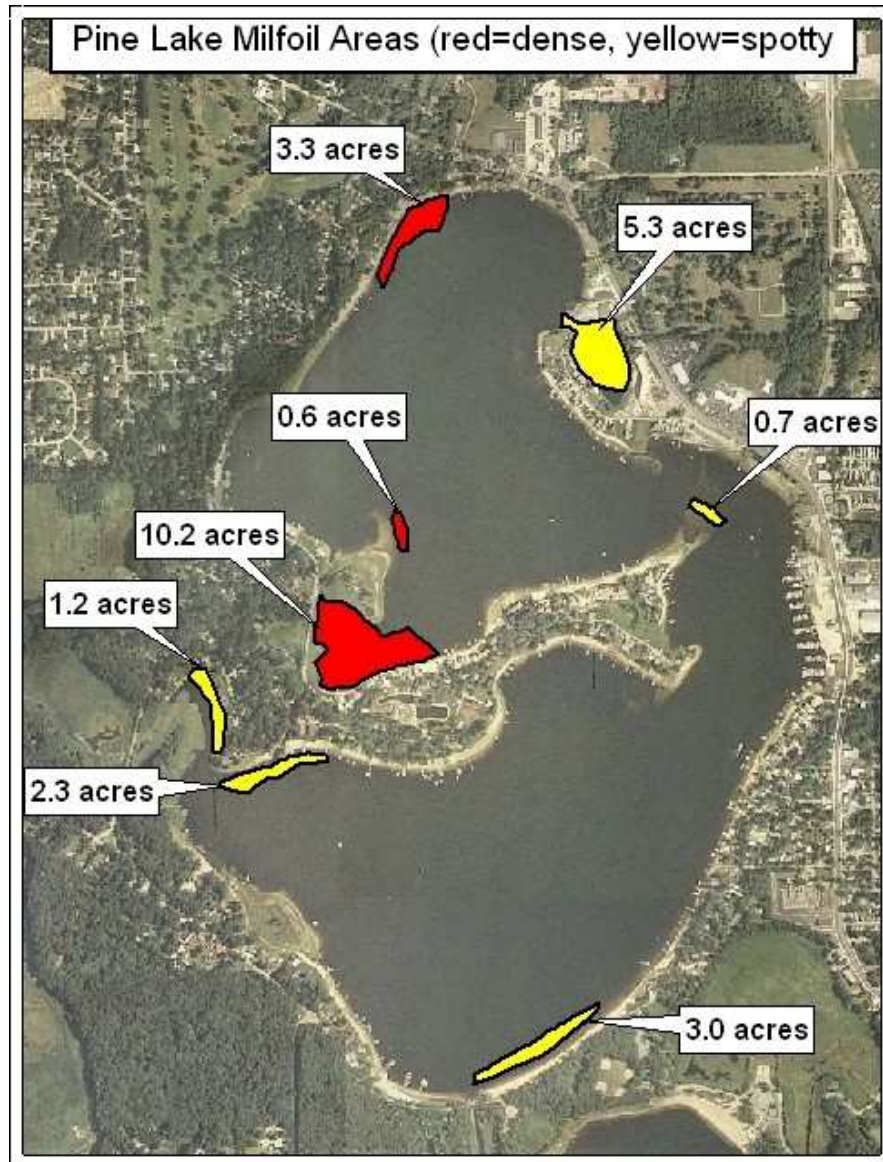 Pine Lake Milfoil Areas (red=dense, yellow=spotty
3.3 acres
5.3 acres
0.6 acres
0.7 acres
10.2 acres
1.2 acres
2.3 acres
3.0 acres